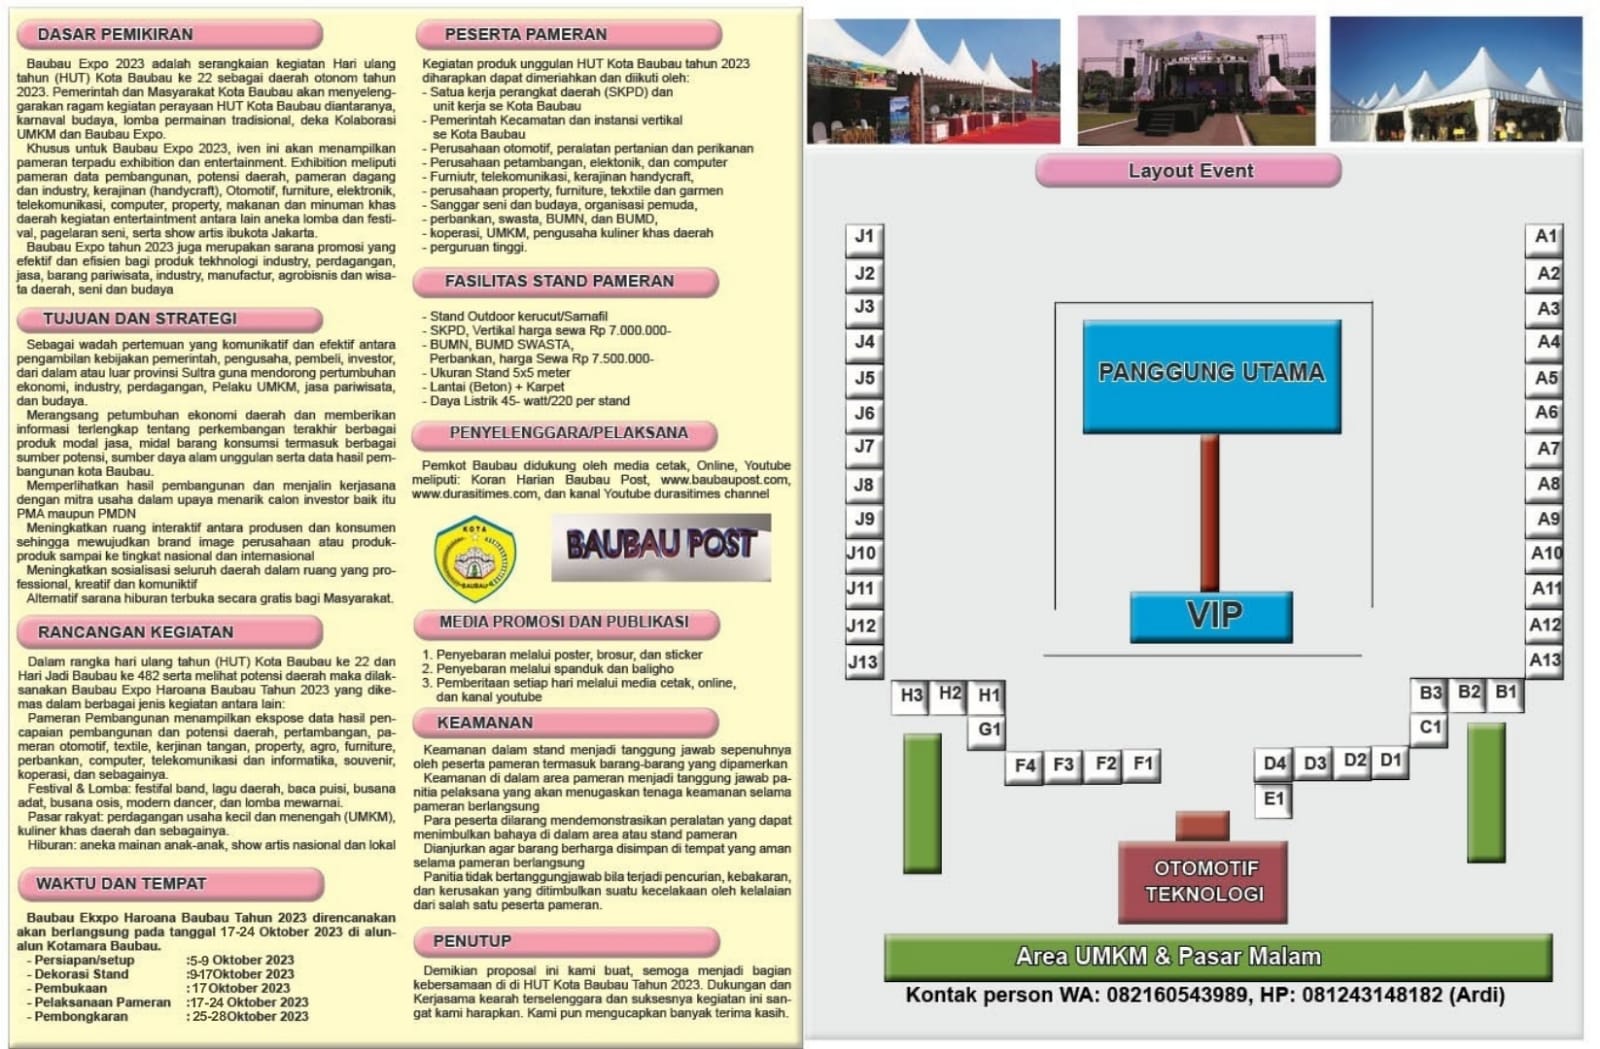 DASAR PEMIKIRAN
Baubau Expo 2023 adalah serangkaian kegiatan Hari ulang
tahun (HUT) Kota Baubau ke 22 sebagai daerah otonom tahun
2023. Pemerintah dan Masyarakat Kota Baubau akan menyeleng-
garakan ragam kegiatan perayaan HUT Kota Baubau diantaranya,
karnaval budaya, lomba permainan tradisional, deka Kolaborasi
UMKM dan Baubau Expo.
Khusus untuk Baubau Expo 2023, iven ini akan menampilkan
pameran terpadu exhibition dan entertainment. Exhibition meliputi
pameran data pembangunan, potensi daerah, pameran dagang
dan industry, kerajinan (handycraft), Otomotif, furniture, elektronik,
telekomunikasi, computer, property, makanan dan minuman khas
daerah kegiatan entertaintment antara lain aneka lomba dan festi-
val, pagelaran seni, serta show artis ibukota Jakarta.
Baubau Expo tahun 2023 juga merupakan sarana promosi yang
efektif dan efisien bagi produk tekhnologi industry, perdagangan,
jasa, barang pariwisata, industry, manufactur, agrobisnis dan wisa-
ta daerah, seni dan budaya
TUJUAN DAN STRATEGI
Sebagai wadah pertemuan yang komunikatif dan efektif antara
pengambilan kebijakan pemerintah, pengusaha, pembeli, investor,
dari dalam atau luar provinsi Sultra guna mendorong pertumbuhan
ekonomi, industry, perdagangan, Pelaku UMKM, jasa pariwisata,
dan budaya.
Merangsang petumbuhan ekonomi daerah dan memberikan
informasi terlengkap tentang perkembangan terakhir berbagai
produk modal jasa, midal barang konsumsi termasuk berbagai
sumber potensi, sumber daya alam unggulan serta data hasil pem-
bangunan kota Baubau.
Memperlihatkan hasil pembangunan dan menjalin kerjasana
dengan mitra usaha dalam upaya menarik calon investor baik itu
PMA maupun PMDN
Meningkatkan ruang interaktif antara produsen dan konsumen
sehingga mewujudkan brand image perusahaan atau produk-
produk sampai ke tingkat nasional dan internasional
Meningkatkan sosialisasi seluruh daerah dalam ruang yang pro-
fessional, kreatif dan komuniktif
Alternatif sarana hiburan terbuka secara gratis bagi Masyarakat.
RANCANGAN KEGIATAN
Dalam rangka hari ulang tahun (HUT) Kota Baubau ke 22 dan
Hari Jadi Baubau ke 482 serta melihat potensi daerah maka dilak-
sanakan Baubau Expo Haroana Baubau Tahun 2023 yang dike-
mas dalam berbagai jenis kegiatan antara lain:
Pameran Pembangunan menampilkan ekspose data hasil pen-
capaian pembangunan dan potensi daerah, pertambangan, pa-
meran otomotif, textile, kerjinan tangan, property, agro, furniture,
perbankan, computer, telekomunikasi dan informatika, souvenir,
koperasi, dan sebagainya.
Festival & Lomba: festifal band, lagu daerah, baca puisi, busana
adat, busana osis, modern dancer, dan lomba mewarnai.
Pasar rakyat: perdagangan usaha kecil dan menengah (UMKM),
kuliner khas daerah dan sebagainya.
Hiburan: aneka mainan anak-anak, show artis nasional dan lokal
WAKTU DAN TEMPAT
Baubau Ekxpo Haroana Baubau Tahun 2023 direncanakan
akan berlangsung pada tanggal 17-24 Oktober 2023 di alun-
alun Kotamara Baubau.
- Persiapan/setup :5-9 Oktober 2023
- Dekorasi Stand :9-17Oktober 2023
- Pembukaan :17 Oktober 2023
- Pelaksanaan Pameran :17-24 Oktober 2023
- Pembongkaran :25-28Oktober 2023
PESERTA PAMERAN
Kegiatan produk unggulan HUT Kota Baubau tahun 2023
diharapkan dapat dimeriahkan dan diikuti oleh:
- Satua kerja perangkat daerah (SKPD) dan
unit kerja se Kota Baubau
- Pemerintah Kecamatan dan instansi vertikal
se Kota Baubau
- Perusahaan otomotif, peralatan pertanian dan perikanan
- Perusahaan petambangan, elektonik, dan computer
- Furniutr, telekomunikasi, kerajinan handycraft,
- perusahaan property, furniture, tekxtile dan garmen
- Sanggar seni dan budaya, organisasi pemuda,
- perbankan, swasta, BUMN, dan BUMD,
- koperasi, UMKM, pengusaha kuliner khas daerah
- perguruan tinggi.
FASILITAS STAND PAMERAN
- Stand Outdoor kerucut/Sarnafil
- SKPD, Vertikal harga sewa Rp 7.000.000-
- BUMN, BUMD SWASTA,
Perbankan, harga Sewa Rp 7.500.000-
- Ukuran Stand 5x5 meter
- Lantai (Beton) + Karpet
- Daya Listrik 45- watt/220 per stand
PENYELENGGARA/PELAKSANA
Pemkot Baubau didukung oleh media cetak, Online, Youtube
meliputi: Koran Harian Baubau Post, www.baubaupost.com,
www.durasitimes.com, dan kanal Youtube durasitimes channel
KOTA
BAUBAU
BAUBAU POST
MEDIA PROMOSI DAN PUBLIKASI
1. Penyebaran melalui poster, brosur, dan sticker
2. Penyebaran melalui spanduk dan baligho
3. Pemberitaan setiap hari melalui media cetak, online,
dan kanal youtube
KEAMANAN
Keamanan dalam stand menjadi tanggung jawab sepenuhnya
oleh peserta pameran termasuk barang-barang yang dipamerkan
Keamanan di dalam area pameran menjadi tanggung jawab pa-
nitia pelaksana yang akan menugaskan tenaga keamanan selama
pameran berlangsung
Para peserta dilarang mendemonstrasikan peralatan yang dapat
menimbulkan bahaya di dalam area atau stand pameran
Dianjurkan agar barang berharga disimpan di tempat yang aman
selama pameran berlangsung
Panitia tidak bertanggungjawab bila terjadi pencurian, kebakaran,
dan kerusakan yang ditimbulkan suatu kecelakaan oleh kelalaian
dari salah satu peserta pameran.
PENUTUP
Demikian proposal ini kami buat, semoga menjadi bagian
kebersamaan di di HUT Kota Baubau Tahun 2023. Dukungan dan
Kerjasama kearah terselenggara dan suksesnya kegiatan ini san-
gat kami harapkan. Kami pun mengucapkan banyak terima kasih.
Layout Event
J1
J2
J3
J4
J5
J6
J7
J8
J9
J10
J11
J12
J13
PANGGUNG UTAMA
VIP
A1
A2
A3
A4
A5
A6
A7
A8
A9
A10
A11
A12
A13
H3 H2 H1
G1
F4 F3 F2 F1
B3 B2 B1
C1
D4 D3 D2 D1
E1
OTOMOTIF
TEKNOLOGI
Area UMKM & Pasar Malam
Kontak person WA: 082160543989, HP: 081243148182 (Ardi)